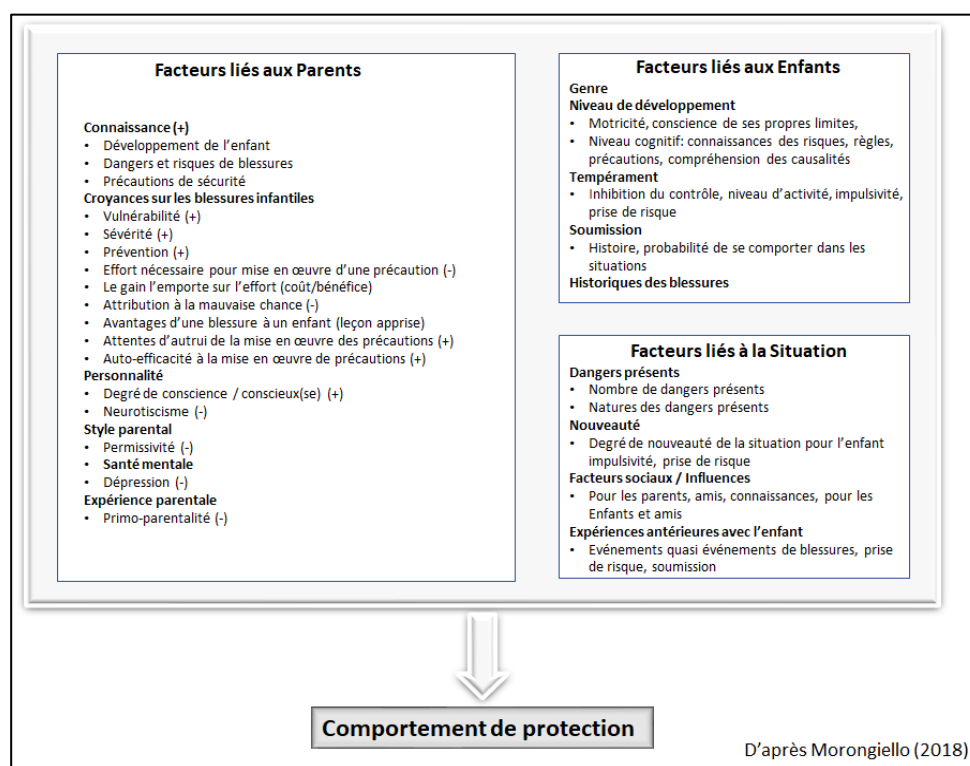 Facteurs liés aux Parents
Connaissance (+)
• Développement de l'enfant
• Dangers et risques de blessures
• Précautions de sécurité
Croyances sur les blessures infantiles
• Vulnérabilité (+)
• Sévérité (+)
• Prévention (+)
• Effort nécessaire pour mise en œuvre d'une précaution (-)
• Le gain l'emporte sur l'effort (coût/bénéfice)
• Attribution à la mauvaise chance (-)
• Avantages d'une blessure à un enfant (leçon apprise)
• Attentes d'autrui de la mise en œuvre des précautions (+)
• Auto-efficacité à la mise en œuvre de précautions (+)
Personnalité
• Degré de conscience / conscieux(se) (+)
• Neurotiscisme (-)
Style parental
• Permissivité (-)
• Santé mentale
• Dépression (-)
Expérience parentale
• Primo-parentalité (-)
Facteurs liés aux Enfants
Genre
Niveau de développement
• Motricité, conscience de ses propres limites,
• Niveau cognitif: connaissances des risques, règles,
précautions, compréhension des causalités
Tempérament
• Inhibition du contrôle, niveau d'activité, impulsivité,
prise de risque
Soumission
• Histoire, probabilité de se comporter dans les
situations
Historiques des blessures
Facteurs liés à la Situation
Dangers présents
• Nombre de dangers présents
• Natures des dangers présents
Nouveauté
• Degré de nouveauté de la situation pour l'enfant
impulsivité, prise de risque
Facteurs sociaux / Influences
• Pour les parents, amis, connaissances, pour les
Enfants et amis
Expériences antérieures avec l'enfant
• Evénements quasi événements de blessures, prise
de risque, soumission
Comportement de protection
D'après Morongiello (2018)